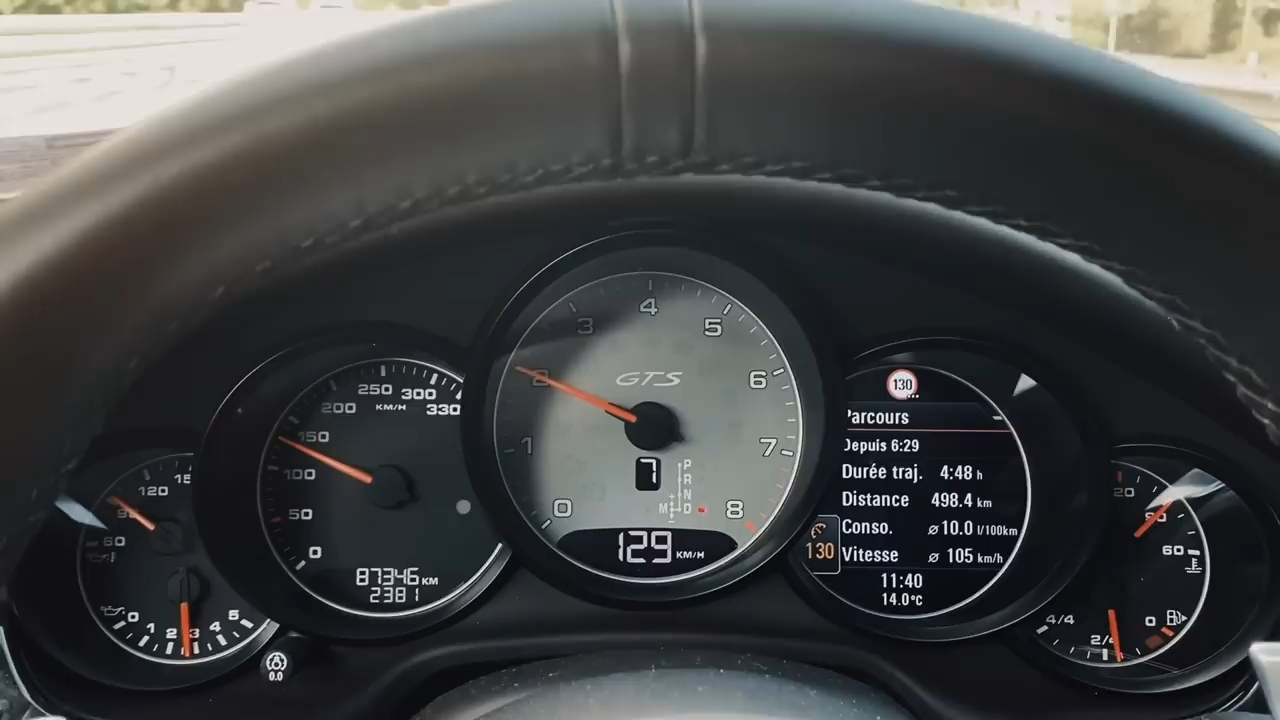 120
15
90
60
0
1
2
3
4
5
0.0
250
300
200
KM/H
330
150
100
50
0
87346 KM
2381
4
3
5
GTS
2
6
1
7
7
P
R
N
M D
0
8
129 KM/H
130
Parcours
Depuis 6:29
Durée traj. 4:48 h
Distance 498.4 km
Conso. ø 10.0 l/100km
Vitesse ø 105 km/h
130
11:40
14.0°C
60
4/4
2/4
0